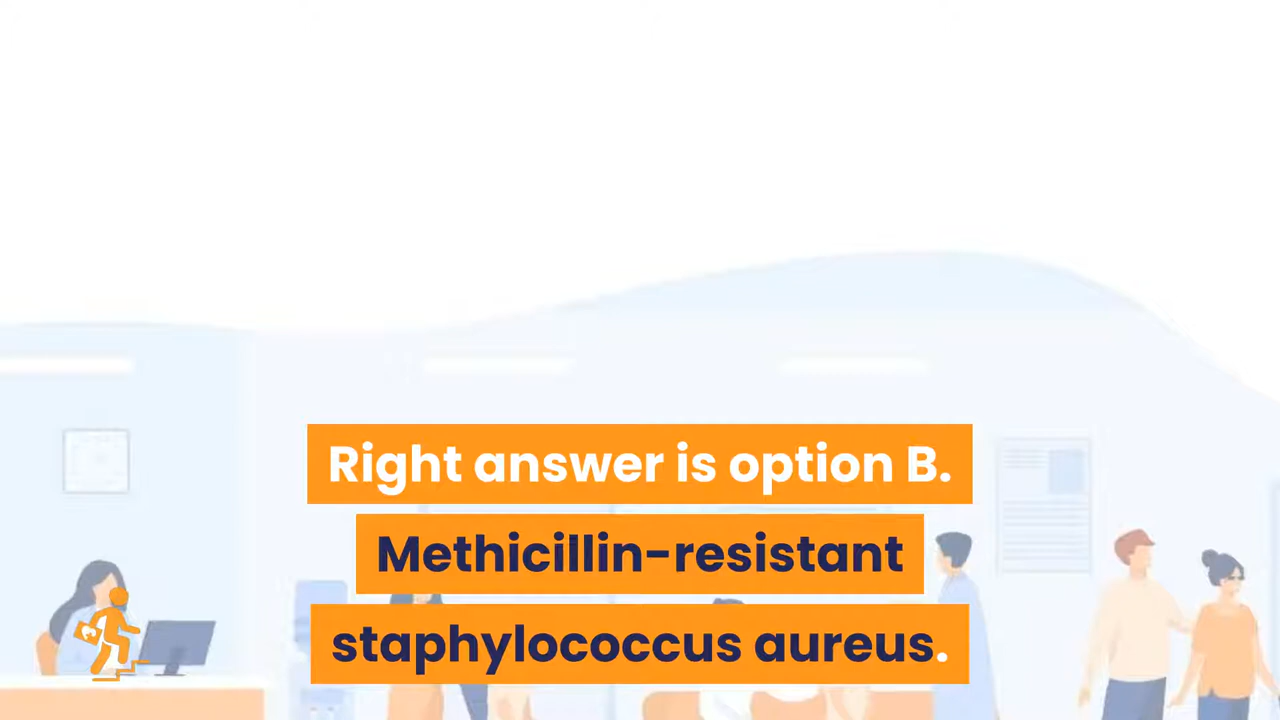 Right answer is option B.
Methicillin-resistant
staphylococcus aureus.